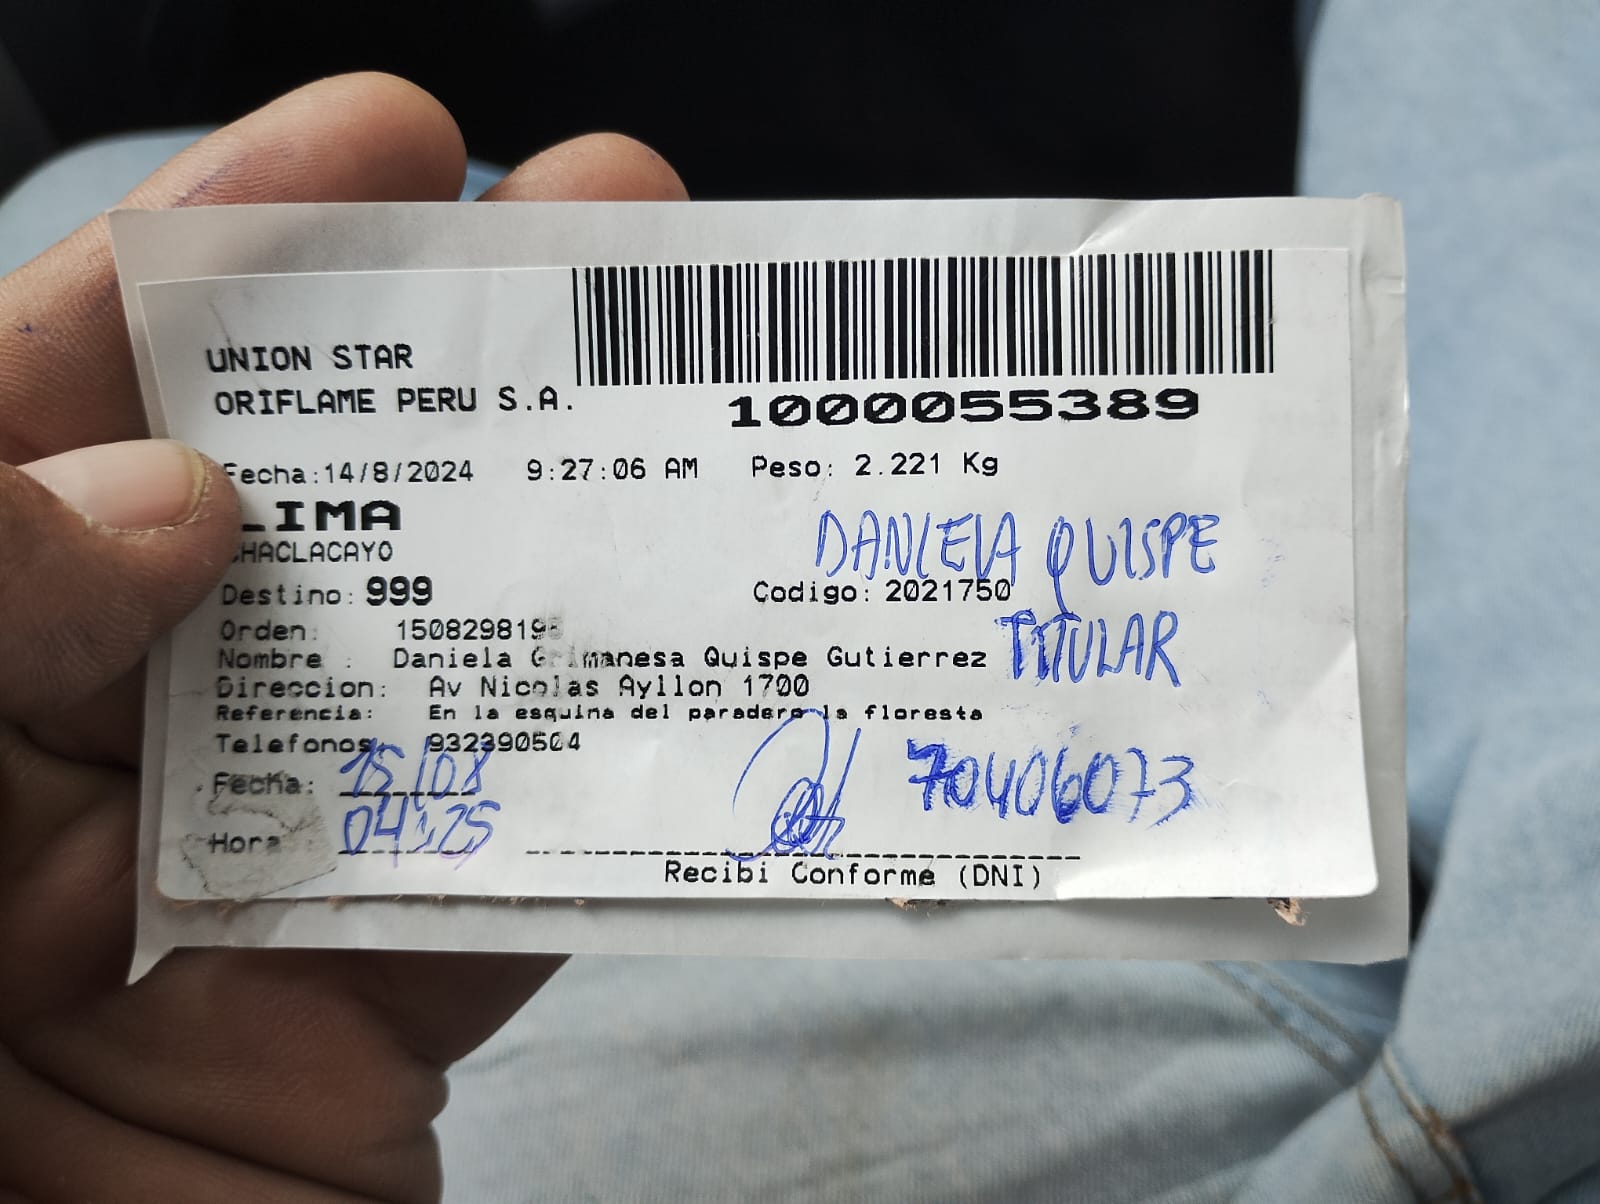 UNION STAR
ORIFLAME PERU S.A.
1000055389
Fecha:14/8/2024 9:27:06 AM Peso: 2.221 Kg
LIMA
CHACLACAYO
DANIELA QUISPE
Destino: 999 Codigo: 2021750
TITULAR
Orden: 150829819
Nombre : Daniela Grimanesa Quispe Gutierrez
Direccion: Av Nicolas Ayllon 1700
Referencia: En la esquina del paradero la floresta
Telefonos: 932390504
Fecha: 15/08
70406073
Hora 04:25
Recibi Conforme (DNI)